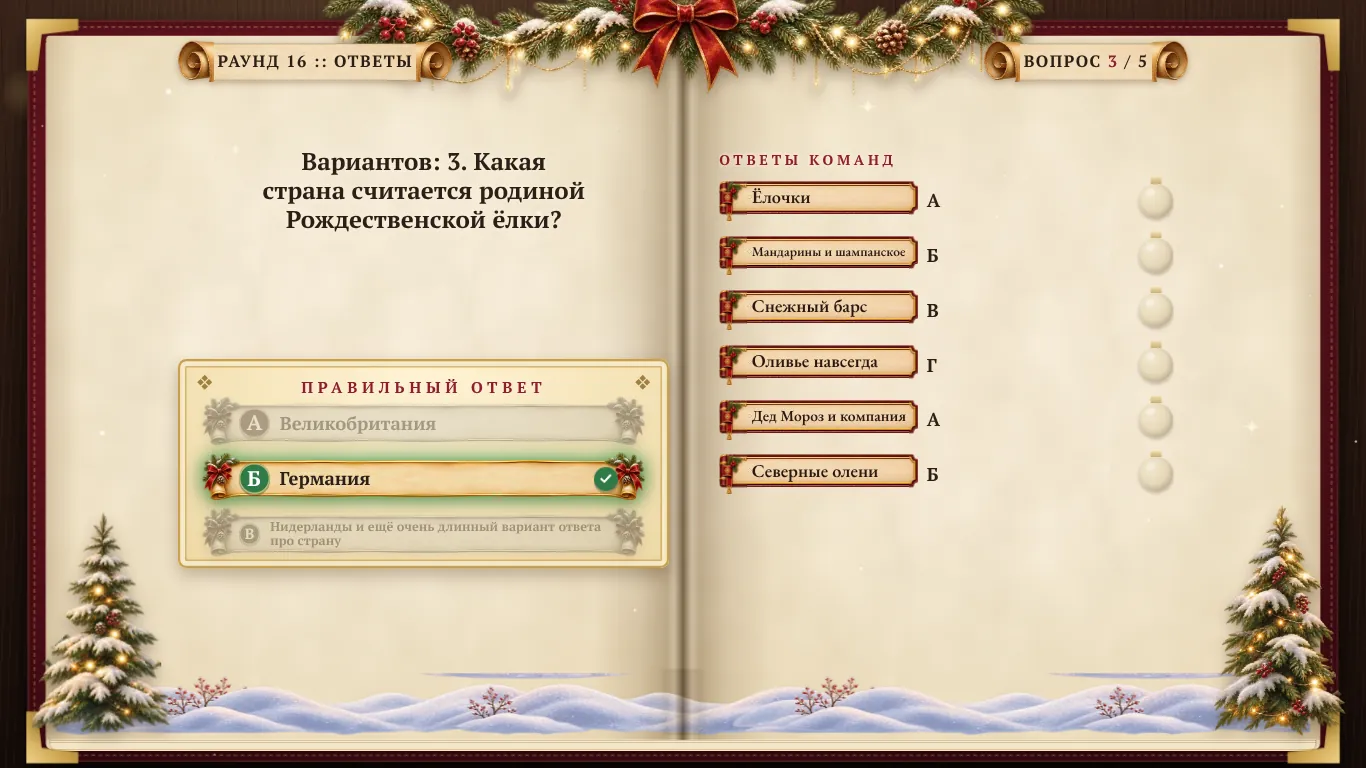 РАУНД 16 :: ОТВЕТЫ
ВОПРОС 3 / 5
Вариантов: 3. Какая
страна считается родиной
Рождественской ёлки?
ПРАВИЛЬНЫЙ ОТВЕТ
А Великобритания
Б Германия
В Нидерланды и ещё очень длинный вариант ответа
про страну
ОТВЕТЫ КОМАНД
Ёлочки А
Мандарины и шампанское Б
Снежный барс В
Оливье навсегда Г
Дед Мороз и компания А
Северные олени Б